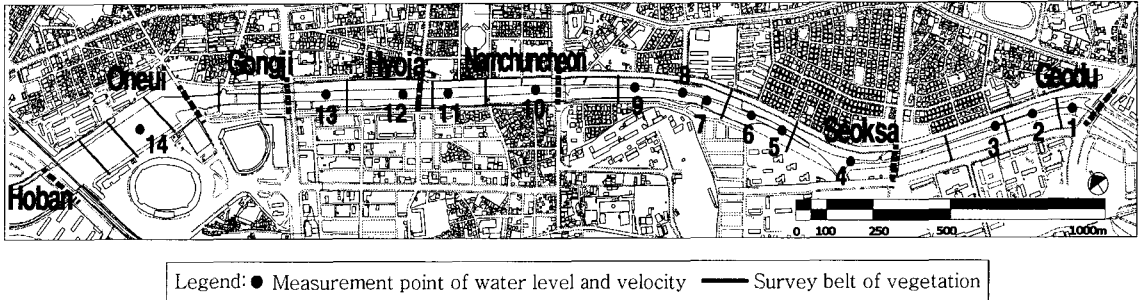 Oneui
Gongji
Hyoja
Namchuncheon
Geodu
Seoksa
Hoban
14
13
12
11
10
9
8
7
6
5
4
3
2
1
0 100 250 500 1000m
Legend: ● Measurement point of water level and velocity — Survey belt of vegetation